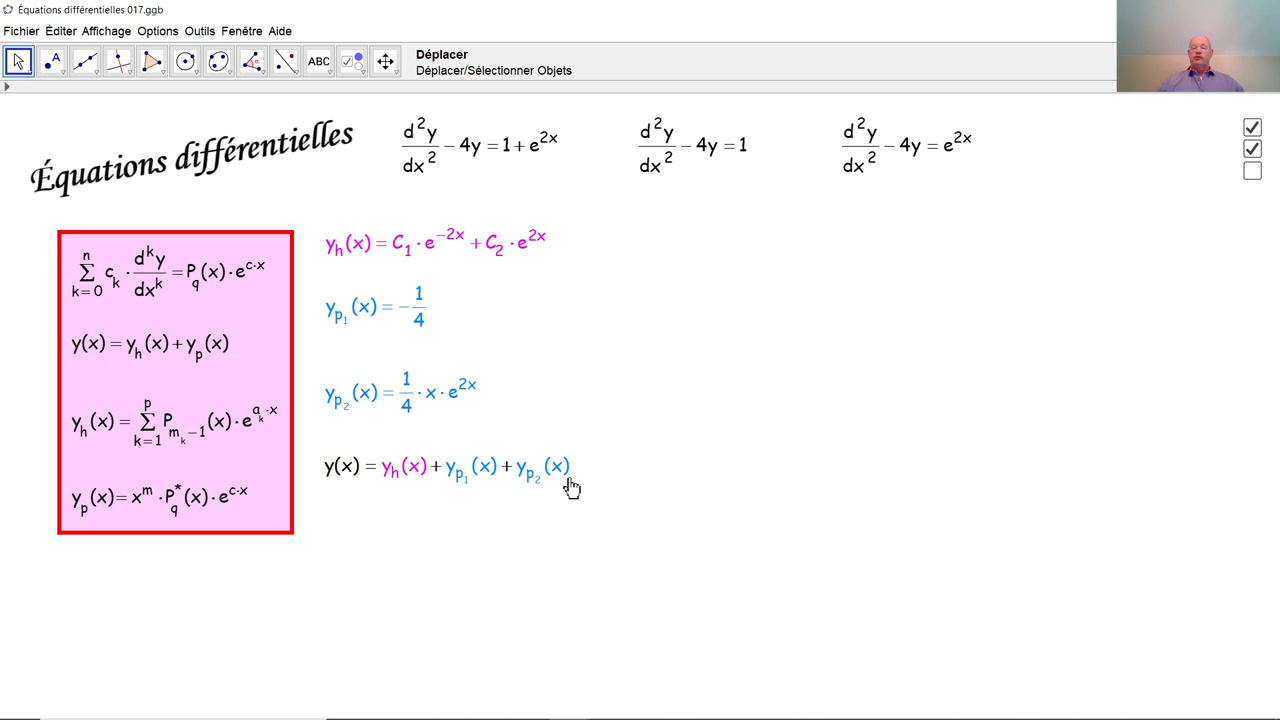 Équations différentielles 017.ggb
Fichier Éditer Affichage Options Outils Fenêtre Aide
A ABC Déplacer
Déplacer/Sélectionner Objets
Équations différentielles
d²y/dx² − 4y = 1 + e^(2x) d²y/dx² − 4y = 1 d²y/dx² − 4y = e^(2x)
∑_(k=0)^n c_k · d^k y/dx^k = P_q(x) · e^(c·x)
y(x) = y_h(x) + y_p(x)
y_h(x) = ∑_(k=1)^p P_(m_k−1)(x) · e^(a_k·x)
y_p(x) = x^m · P*_q(x) · e^(c·x)
y_h(x) = C_1 · e^(−2x) + C_2 · e^(2x)
y_(p_1)(x) = −1/4
y_(p_2)(x) = 1/4 · x · e^(2x)
y(x) = y_h(x) + y_(p_1)(x) + y_(p_2)(x)